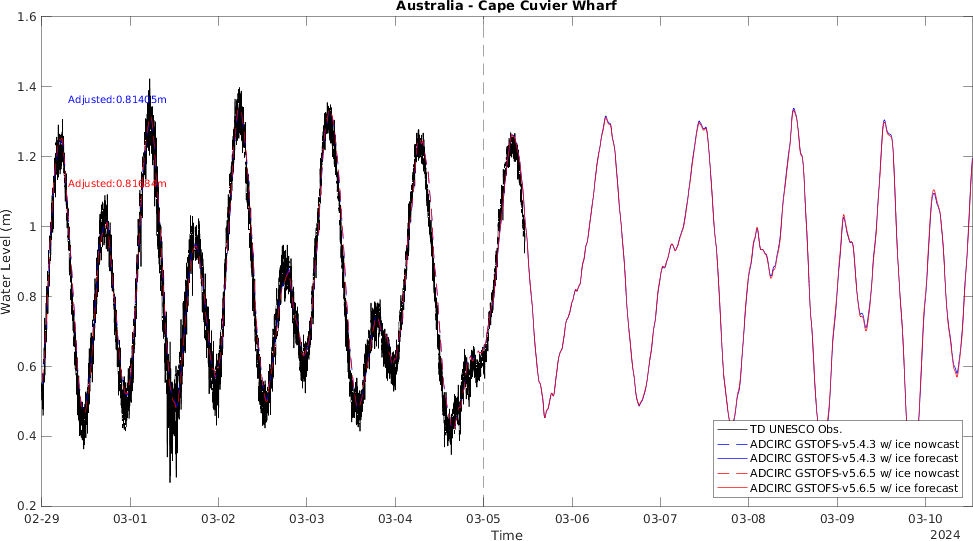 Australia - Cape Cuvier Wharf
1.6
1.4
1.2
1
0.8
0.6
0.4
0.2
Water Level (m)
Adjusted:0.81405m
Adjusted:0.81684m
TD UNESCO Obs.
ADCIRC GSTOFS-v5.4.3 w/ ice nowcast
ADCIRC GSTOFS-v5.4.3 w/ ice forecast
ADCIRC GSTOFS-v5.6.5 w/ ice nowcast
ADCIRC GSTOFS-v5.6.5 w/ ice forecast
02-29 03-01 03-02 03-03 03-04 03-05 03-06 03-07 03-08 03-09 03-10
Time
2024